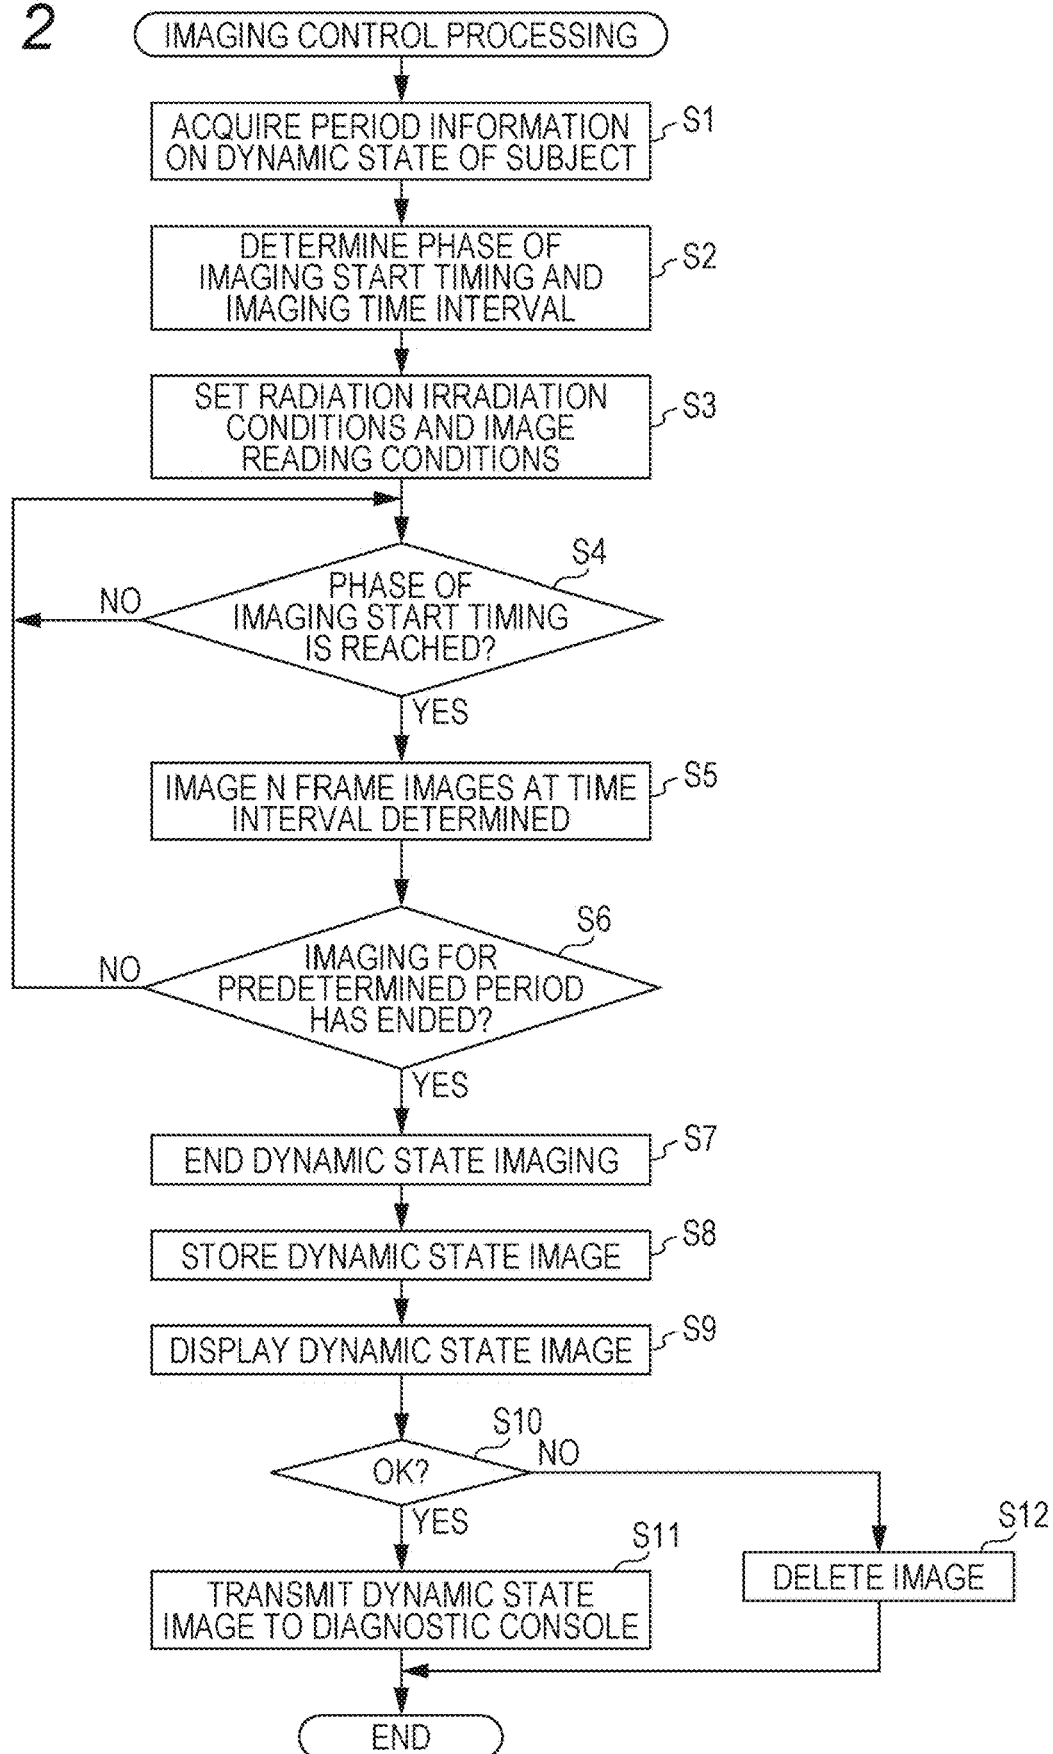 2
IMAGING CONTROL PROCESSING
S1
ACQUIRE PERIOD INFORMATION
ON DYNAMIC STATE OF SUBJECT
S2
DETERMINE PHASE OF
IMAGING START TIMING AND
IMAGING TIME INTERVAL
S3
SET RADIATION IRRADIATION
CONDITIONS AND IMAGE
READING CONDITIONS
S4
NO
PHASE OF
IMAGING START TIMING
IS REACHED?
YES
S5
IMAGE N FRAME IMAGES AT TIME
INTERVAL DETERMINED
S6
NO
IMAGING FOR
PREDETERMINED PERIOD
HAS ENDED?
YES
S7
END DYNAMIC STATE IMAGING
S8
STORE DYNAMIC STATE IMAGE
S9
DISPLAY DYNAMIC STATE IMAGE
S10
OK?
NO
YES
S11
TRANSMIT DYNAMIC STATE
IMAGE TO DIAGNOSTIC CONSOLE
S12
DELETE IMAGE
END